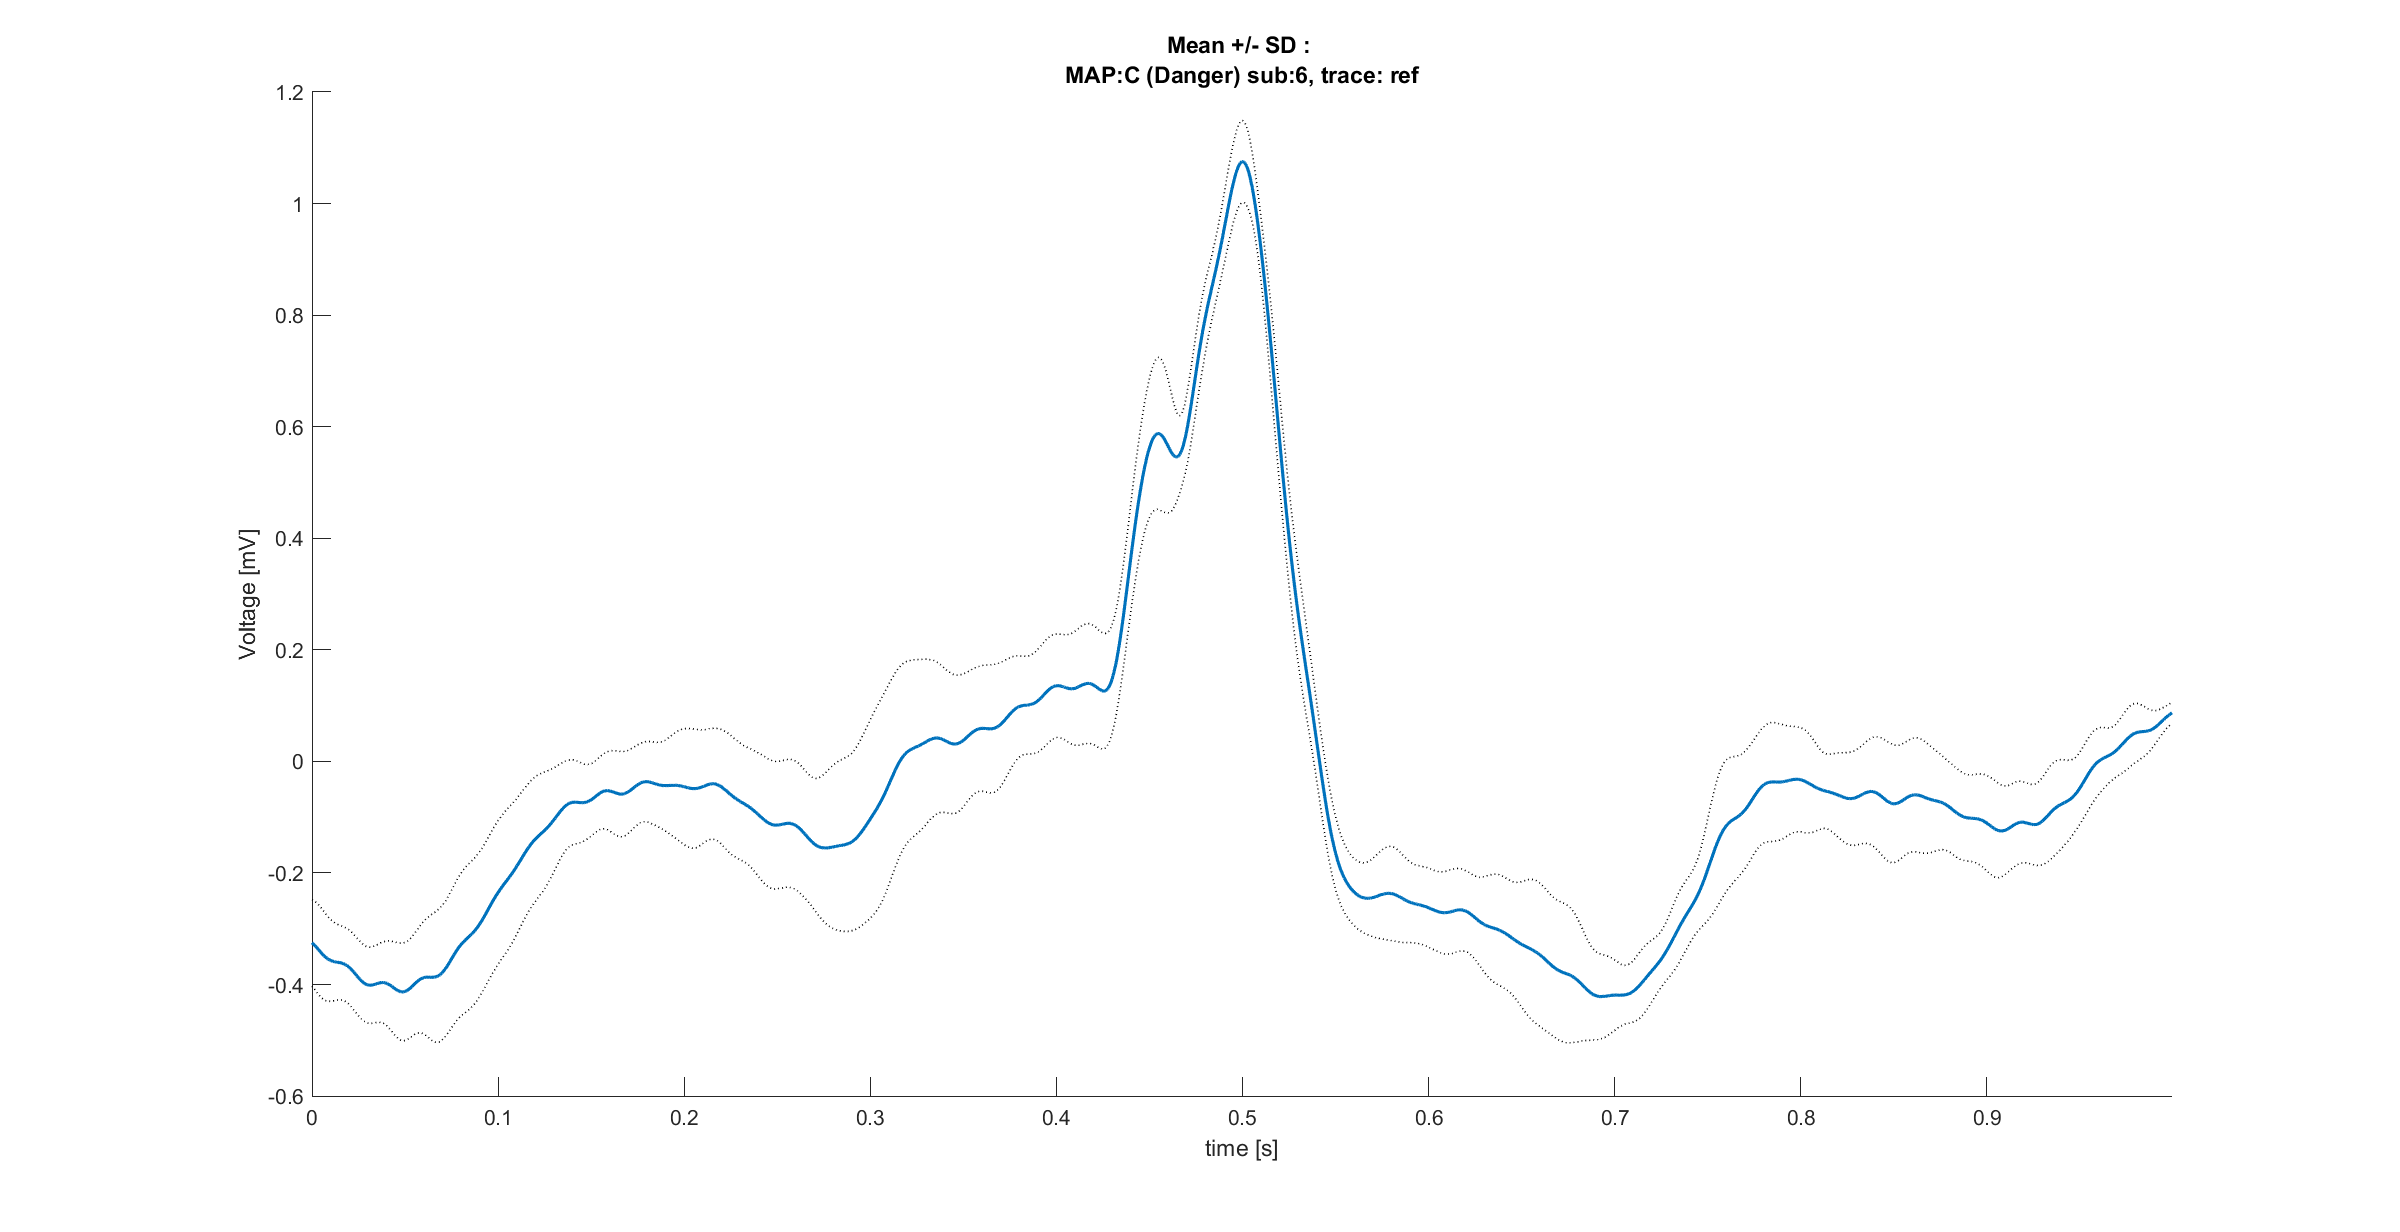 Mean +/- SD :
MAP:C (Danger) sub:6, trace: ref
1.2
1
0.8
0.6
0.4
0.2
0
-0.2
-0.4
-0.6
Voltage [mV]
0 0.1 0.2 0.3 0.4 0.5 0.6 0.7 0.8 0.9
time [s]